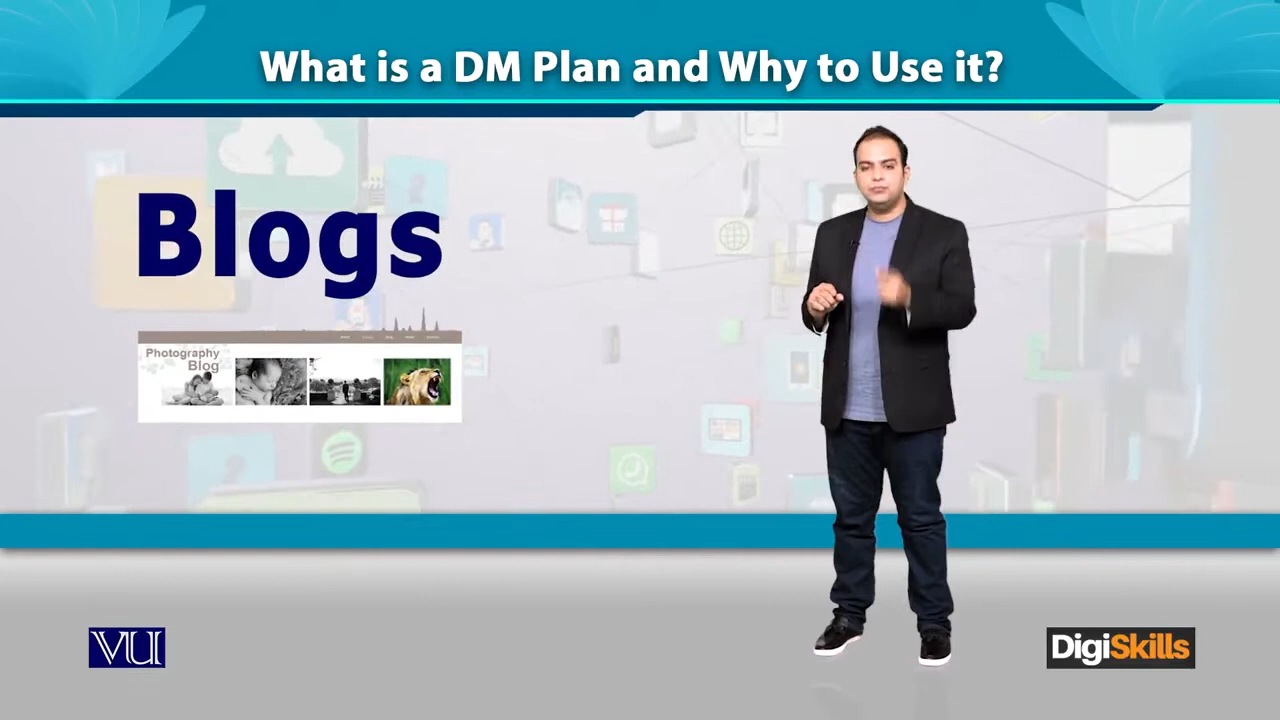 What is a DM Plan and Why to Use it?
Blogs
Photography
Blog
VU
DigiSkills